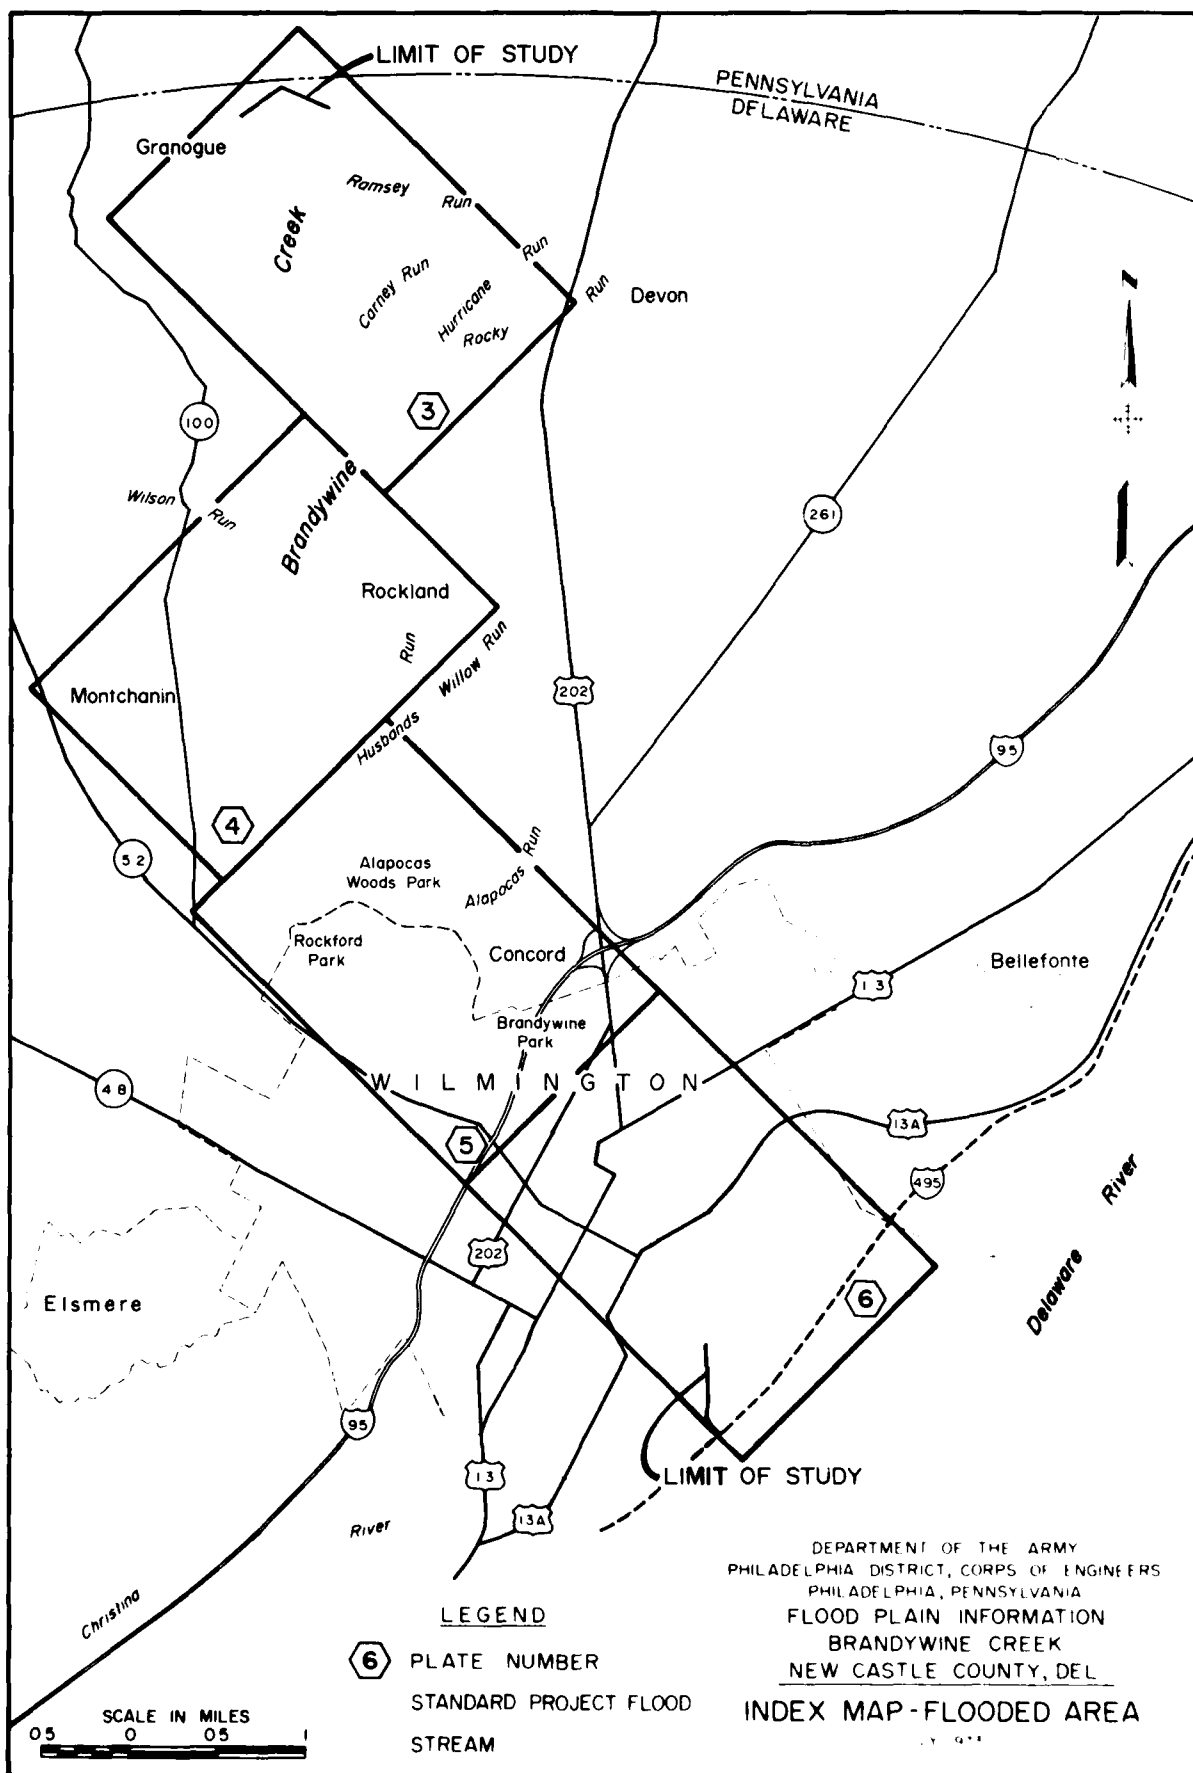 LIMIT OF STUDY
PENNSYLVANIA
DELAWARE
Granogue
Ramsey Run
Creek
Run
Carney Run
Hurricane
Rocky
Run
Devon
3
100
Brandywine
Wilson
Run
261
Rockland
Run
Willow Run
Husbands
Montchanin
202
95
4
52
Alapocas
Woods Park
Alapocas Run
Rockford
Park
Concord
Bellefonte
13
Brandywine
Park
WILMINGTON
48
5
13A
495
River
Delaware
202
6
Elsmere
95
LIMIT OF STUDY
13
13A
River
Christina
LEGEND
6 PLATE NUMBER
STANDARD PROJECT FLOOD
STREAM
SCALE IN MILES
0.5 0 0.5 1
DEPARTMENT OF THE ARMY
PHILADELPHIA DISTRICT, CORPS OF ENGINEERS
PHILADELPHIA, PENNSYLVANIA
FLOOD PLAIN INFORMATION
BRANDYWINE CREEK
NEW CASTLE COUNTY, DEL
INDEX MAP-FLOODED AREA